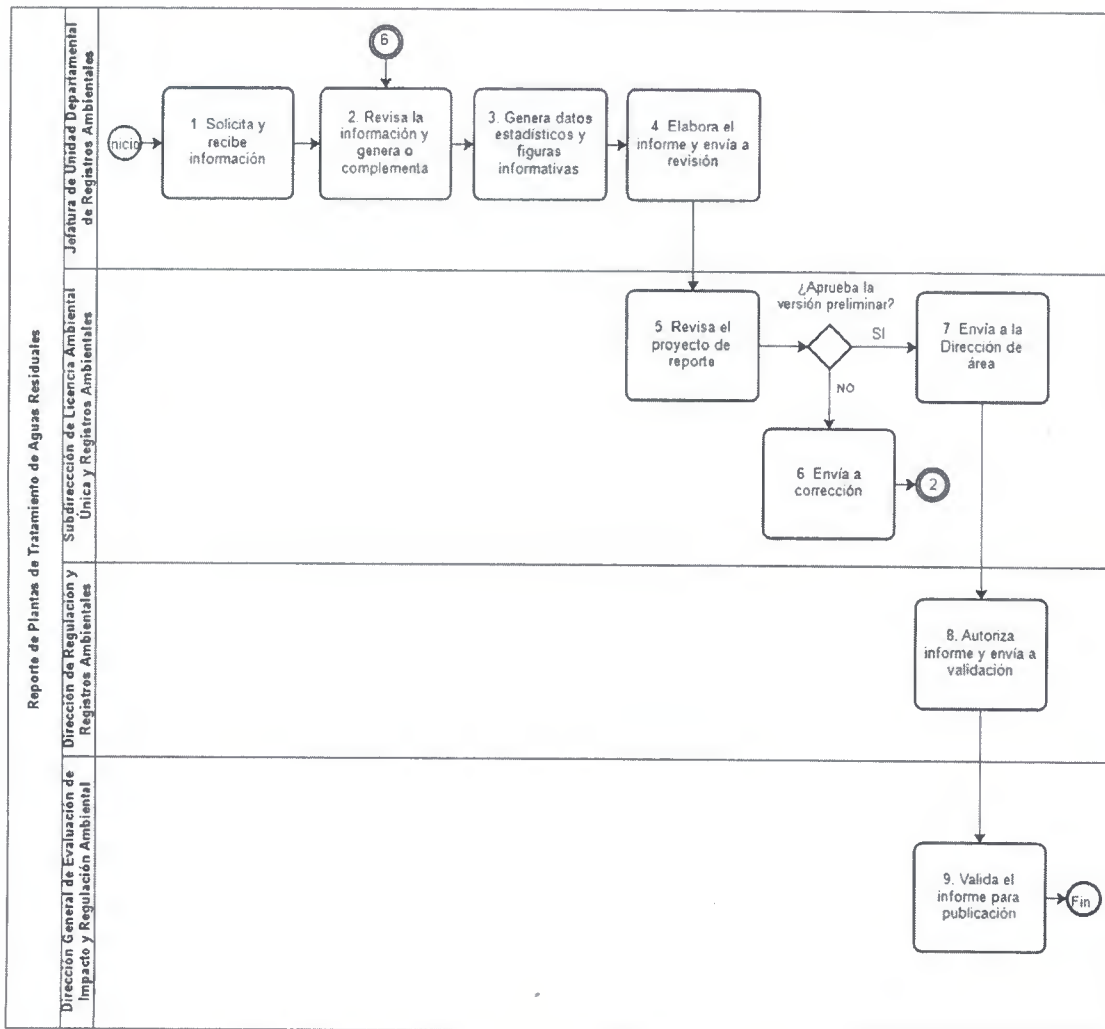 Reporte de Plantas de Tratamiento de Aguas Residuales
Jefatura de Unidad Departamental
de Registros Ambientales
nicio
1 Solicita y
recibe
información
6
2. Revisa la
información y
genera o
complementa
3. Genera datos
estadísticos y
figuras
informativas
4 Elabora el
informe y envía a
revisión
Subdireccción de Licencia Ambiental
Única y Registros Ambientales
5 Revisa el
proyecto de
reporte
¿Aprueba la
versión preliminar?
SI
NO
7 Envía a la
Dirección de
área
6 Envía a
corrección
2
Dirección de Regulación y
Registros Ambientales
8. Autoriza
informe y envía a
validación
Dirección General de Evaluación de
Impacto y Regulación Ambiental
9. Valida el
informe para
publicación
Fin